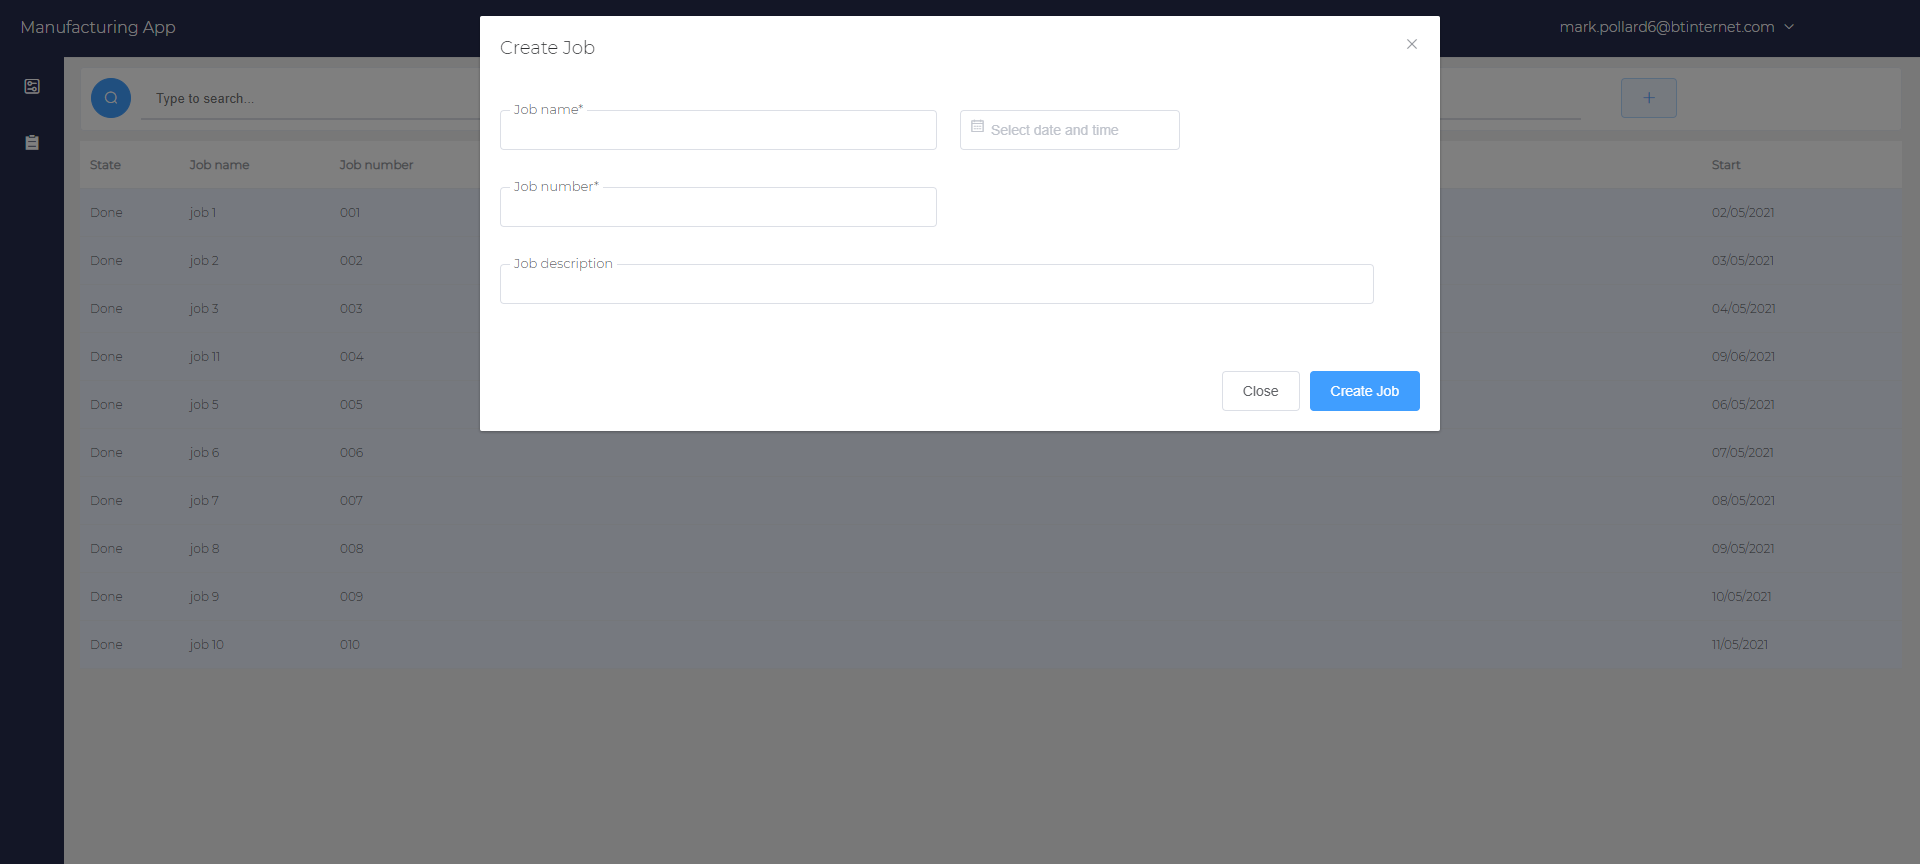 Manufacturing App
mark.pollard6@btinternet.com
Create Job
Type to search...
Job name*
Select date and time
Job number*
Job description
Close
Create Job
State Job name Job number Start
Done job 1 001 02/05/2021
Done job 2 002 03/05/2021
Done job 3 003 04/05/2021
Done job 11 004 09/06/2021
Done job 5 005 06/05/2021
Done job 6 006 07/05/2021
Done job 7 007 08/05/2021
Done job 8 008 09/05/2021
Done job 9 009 10/05/2021
Done job 10 010 11/05/2021